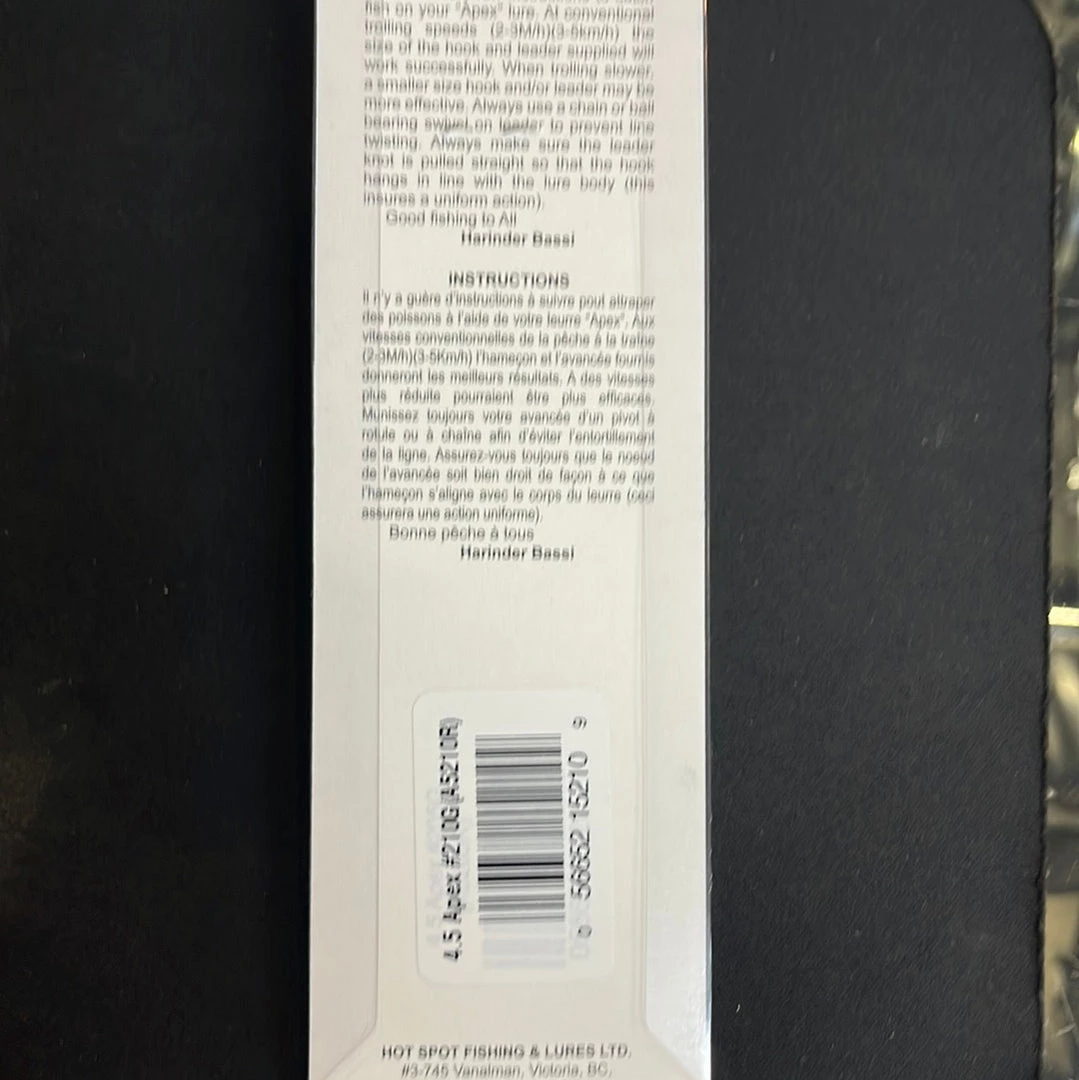 fish on your "Apex" lure. At conventional
trolling speeds (2-3M/h)(3-5km/h) the
size of the hook and leader supplied will
work successfully. When trolling slower,
a smaller size hook and/or leader may be
more effective. Always use a chain or ball
bearing swivel on leader to prevent line
twisting. Always make sure the leader
knot is pulled straight so that the hook
hangs in line with the lure body (this
insures a uniform action).
Good fishing to All
Harinder Bassi
INSTRUCTIONS
Il n'y a guère d'instructions à suivre pout attraper
des poissons à l'aide de votre leurre "Apex". Aux
vitesses conventionnelles de la pêche à la traîne
(2-3M/h)(3-5Km/h) l'hameçon et l'avancée fournis
donneront les meilleurs résultats. A des vitesses
plus réduite pourraient être plus efficaces.
Munissez toujours votre avancée d'un pivot à
rotule ou à chaîne afin d'éviter l'entortillement
de la ligne. Assurez-vous toujours que le noeud
de l'avancée soit bien droit de façon à ce que
l'hameçon s'aligne avec le corps du leurre (ceci
assurera une action uniforme).
Bonne pêche à tous
Harinder Bassi
4.5 Apex #210G (A5210R)
0 56652 15210 9
HOT SPOT FISHING & LURES LTD.
#3-745 Vanalman, Victoria, BC,